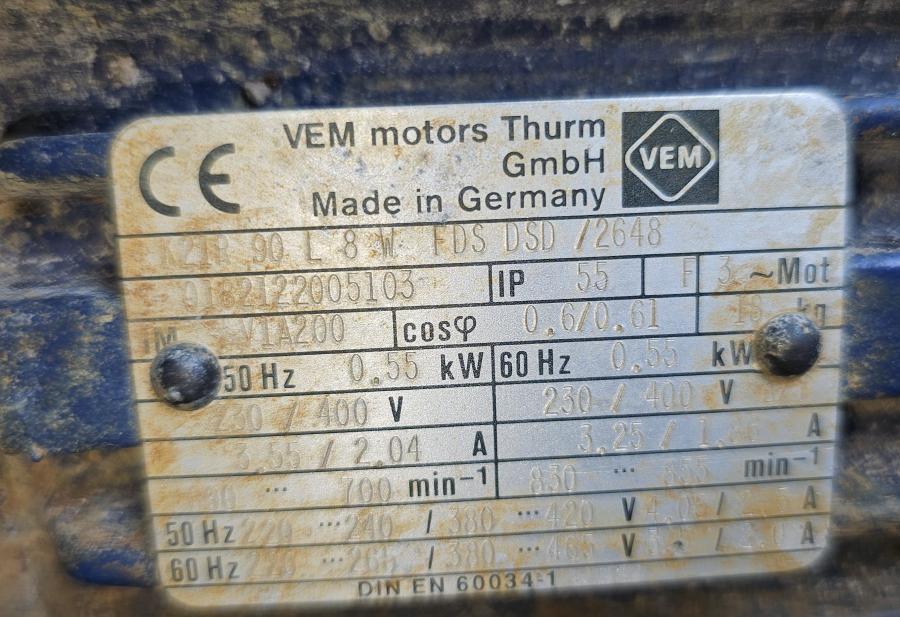 CE VEM motors Thurm
GmbH
Made in Germany
VEM
K21R 90 L 8 W FDS DSD /2648
IP 55 F 3 ~Mot
IM V1A200 cosφ 0.6/0.61 kg
50 Hz 0.55 kW 60 Hz 0.55 kW
230 / 400 V 230 / 400 V
3.55 / 2.04 A 3.25 / A
... 700 min-1 830 ... min-1
50 Hz 220 ...240 / 380 ...420 V / A
60 Hz / 380 ...465 V / A
DIN EN 60034-1